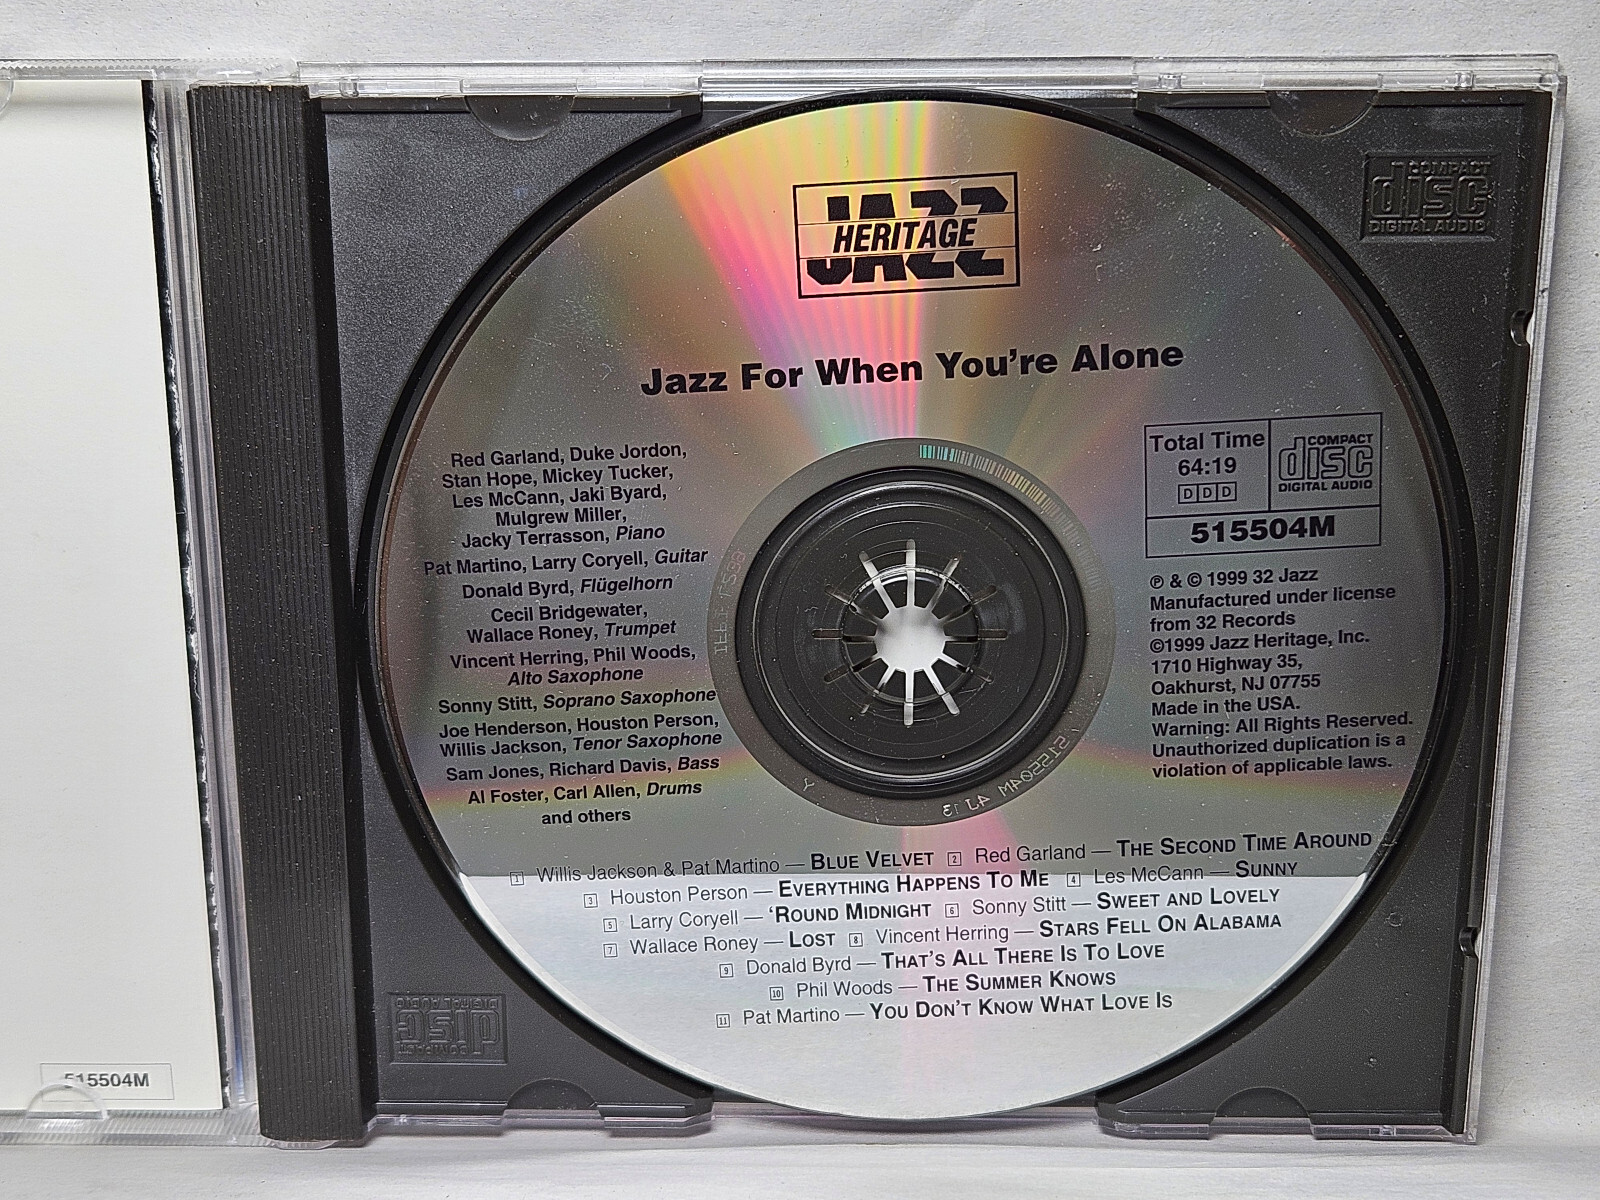 JAZZ
HERITAGE
Jazz For When You're Alone
Red Garland, Duke Jordon,
Stan Hope, Mickey Tucker,
Les McCann, Jaki Byard,
Mulgrew Miller,
Jacky Terrasson, Piano
Pat Martino, Larry Coryell, Guitar
Donald Byrd, Flügelhorn
Cecil Bridgewater,
Wallace Roney, Trumpet
Vincent Herring, Phil Woods,
Alto Saxophone
Sonny Stitt, Soprano Saxophone
Joe Henderson, Houston Person,
Willis Jackson, Tenor Saxophone
Sam Jones, Richard Davis, Bass
Al Foster, Carl Allen, Drums
and others
Total Time
64:19
DDD
COMPACT
disc
DIGITAL AUDIO
515504M
℗ & © 1999 32 Jazz
Manufactured under license
from 32 Records
©1999 Jazz Heritage, Inc.
1710 Highway 35,
Oakhurst, NJ 07755
Made in the USA.
Warning: All Rights Reserved.
Unauthorized duplication is a
violation of applicable laws.
1 Willis Jackson & Pat Martino — BLUE VELVET 2 Red Garland — THE SECOND TIME AROUND
3 Houston Person — EVERYTHING HAPPENS TO ME 4 Les McCann — SUNNY
5 Larry Coryell — 'ROUND MIDNIGHT 6 Sonny Stitt — SWEET AND LOVELY
7 Wallace Roney — LOST 8 Vincent Herring — STARS FELL ON ALABAMA
9 Donald Byrd — THAT'S ALL THERE IS TO LOVE
10 Phil Woods — THE SUMMER KNOWS
11 Pat Martino — YOU DON'T KNOW WHAT LOVE IS
515504M 4J 13
Y
COMPACT
disc
DIGITAL AUDIO
COMPACT
disc
DIGITAL AUDIO
515504M